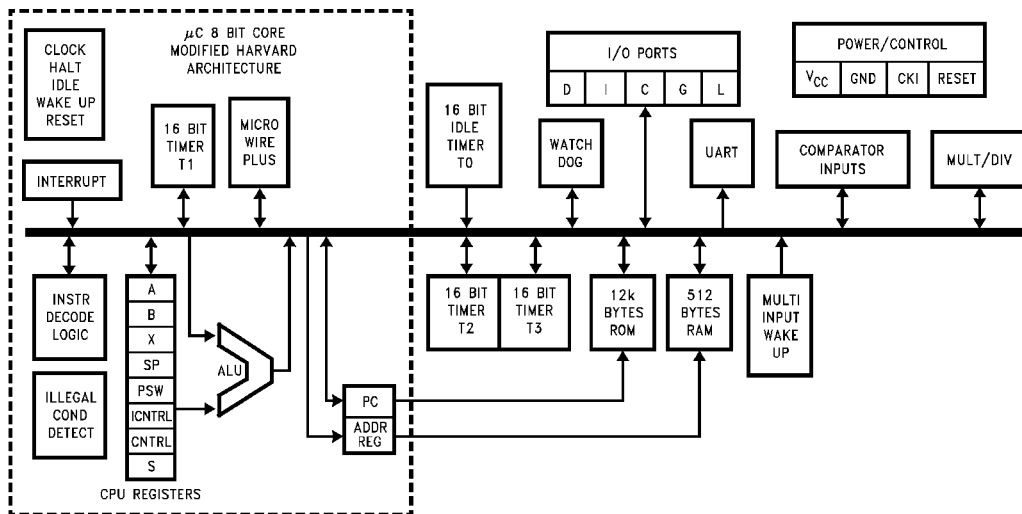 µC 8 BIT CORE
MODIFIED HARVARD
ARCHITECTURE
CLOCK
HALT
IDLE
WAKE UP
RESET
INTERRUPT
16 BIT
TIMER
T1
MICRO
WIRE
PLUS
16 BIT
IDLE
TIMER
T0
WATCH
DOG
I/O PORTS
D I C G L
UART
POWER/CONTROL
VCC GND CKI RESET
COMPARATOR
INPUTS
MULT/DIV
INSTR
DECODE
LOGIC
ILLEGAL
COND
DETECT
A
B
X
SP
PSW
ICNTRL
CNTRL
S
CPU REGISTERS
ALU
PC
ADDR
REG
16 BIT
TIMER
T2
16 BIT
TIMER
T3
12k
BYTES
ROM
512
BYTES
RAM
MULTI
INPUT
WAKE
UP